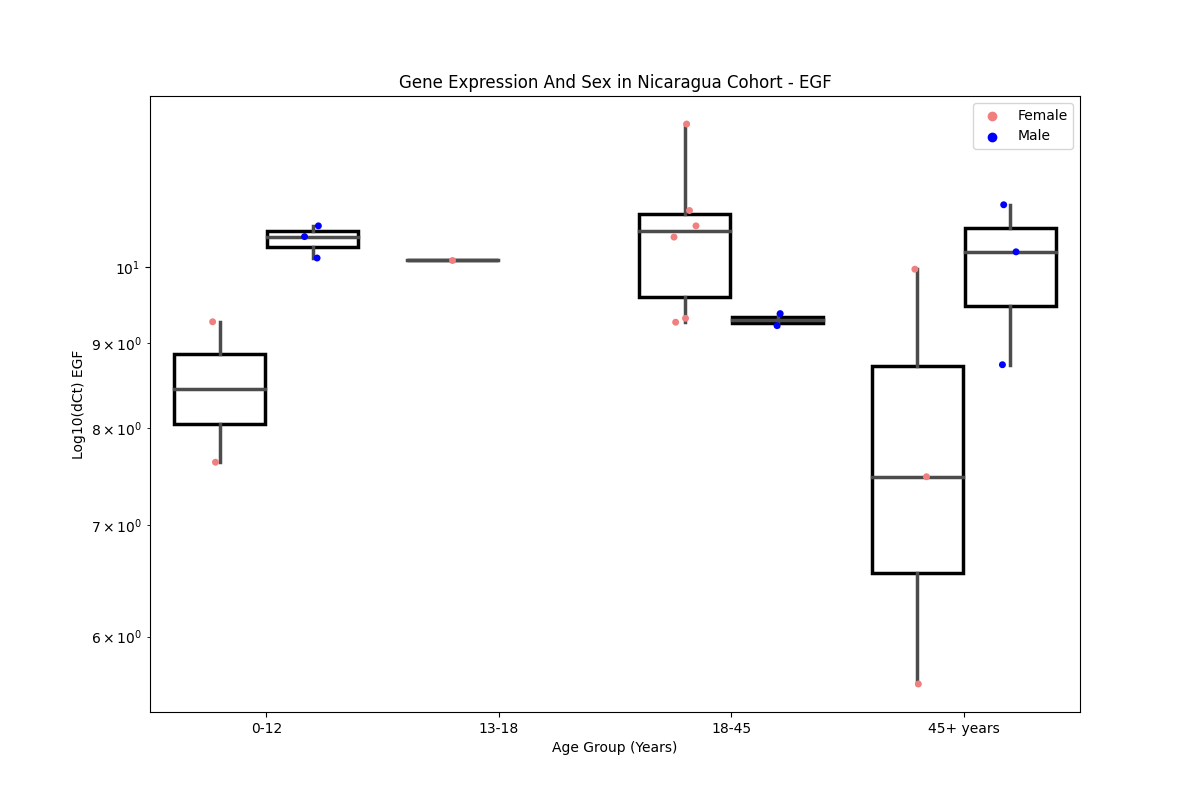 Gene Expression And Sex in Nicaragua Cohort - EGF
Female
Male
Log10(dCt) EGF
10¹
9 × 10⁰
8 × 10⁰
7 × 10⁰
6 × 10⁰
0-12
13-18
18-45
45+ years
Age Group (Years)